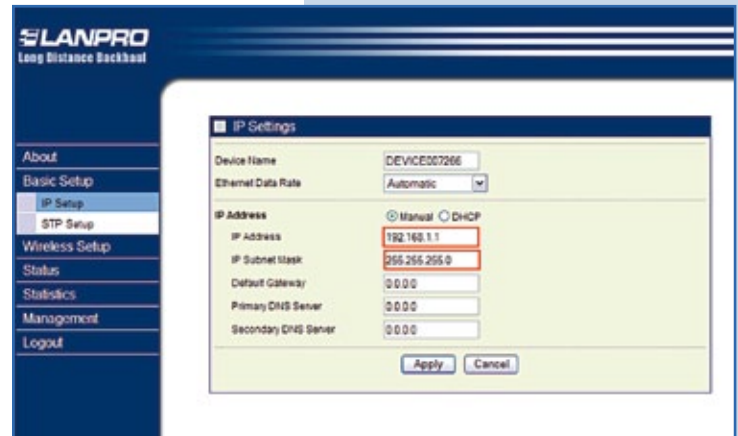 LANPRO
Long Distance Backhaul
About
Basic Setup
IP Setup
STP Setup
Wireless Setup
Status
Statistics
Management
Logout
IP Settings
Device Name DEVICE007266
Ethernet Data Rate Automatic
IP Address Manual DHCP
IP Address 192.168.1.1
IP Subnet Mask 255.255.255.0
Default Gateway 0.0.0.0
Primary DNS Server 0.0.0.0
Secondary DNS Server 0.0.0.0
Apply Cancel